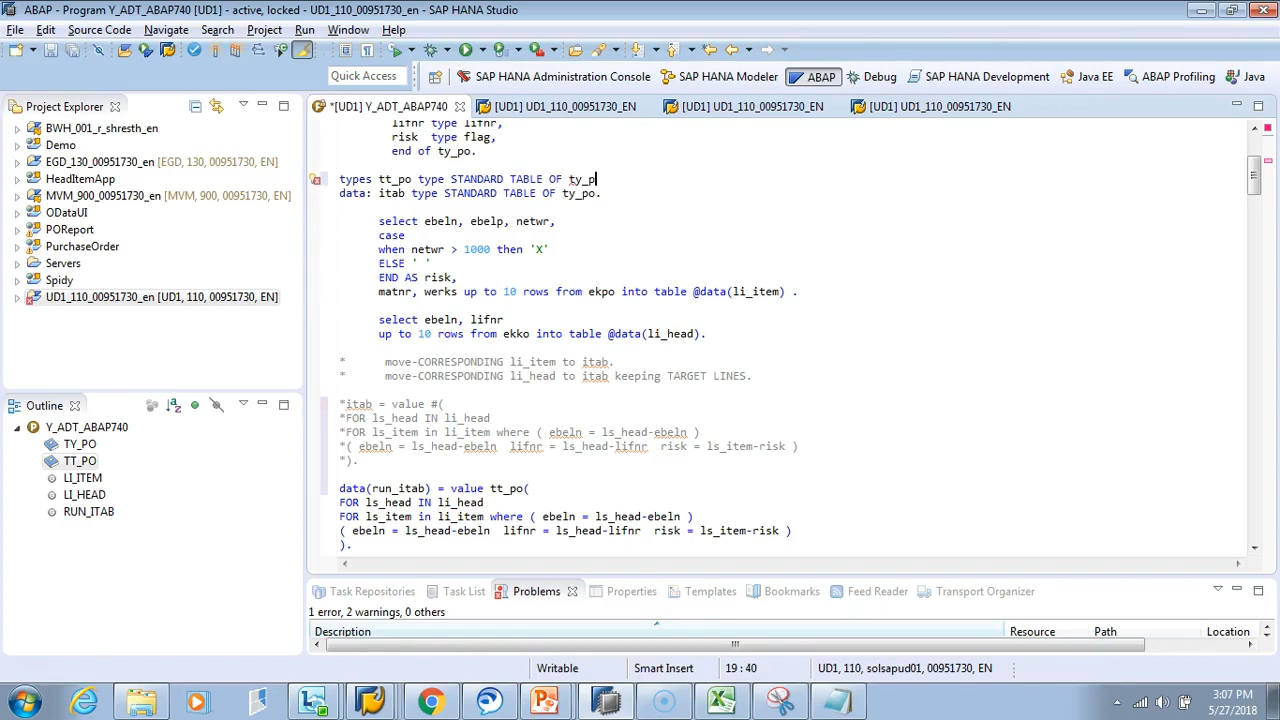 ABAP - Program Y_ADT_ABAP740 [UD1] - active, locked - UD1_110_00951730_en - SAP HANA Studio
File Edit Source Code Navigate Search Project Run Window Help
Quick Access SAP HANA Administration Console SAP HANA Modeler ABAP Debug SAP HANA Development Java EE ABAP Profiling Java
Project Explorer
*[UD1] Y_ADT_ABAP740 [UD1] UD1_110_00951730_EN [UD1] UD1_110_00951730_EN [UD1] UD1_110_00951730_EN
BWH_001_r_shresth_en
Demo
EGD_130_00951730_en [EGD, 130, 00951730, EN]
HeadItemApp
MVM_900_00951730_en [MVM, 900, 00951730, EN]
ODataUI
POReport
PurchaseOrder
Servers
Spidy
UD1_110_00951730_en [UD1, 110, 00951730, EN]
Outline
Y_ADT_ABAP740
TY_PO
TT_PO
LI_ITEM
LI_HEAD
RUN_ITAB
lifnr type lifnr,
risk type flag,
end of ty_po.
types tt_po type STANDARD TABLE OF ty_p
data: itab type STANDARD TABLE OF ty_po.
select ebeln, ebelp, netwr,
case
when netwr > 1000 then 'X'
ELSE ' '
END AS risk,
matnr, werks up to 10 rows from ekpo into table @data(li_item) .
select ebeln, lifnr
up to 10 rows from ekko into table @data(li_head).
* move-CORRESPONDING li_item to itab.
* move-CORRESPONDING li_head to itab keeping TARGET LINES.
*itab = value #(
*FOR ls_head IN li_head
*FOR ls_item in li_item where ( ebeln = ls_head-ebeln )
*( ebeln = ls_head-ebeln lifnr = ls_head-lifnr risk = ls_item-risk )
*).
data(run_itab) = value tt_po(
FOR ls_head IN li_head
FOR ls_item in li_item where ( ebeln = ls_head-ebeln )
( ebeln = ls_head-ebeln lifnr = ls_head-lifnr risk = ls_item-risk )
).
Task Repositories Task List Problems Properties Templates Bookmarks Feed Reader Transport Organizer
1 error, 2 warnings, 0 others
Description Resource Path Location
Writable Smart Insert 19 : 40 UD1, 110, solsapud01, 00951730, EN
3:07 PM
5/27/2018